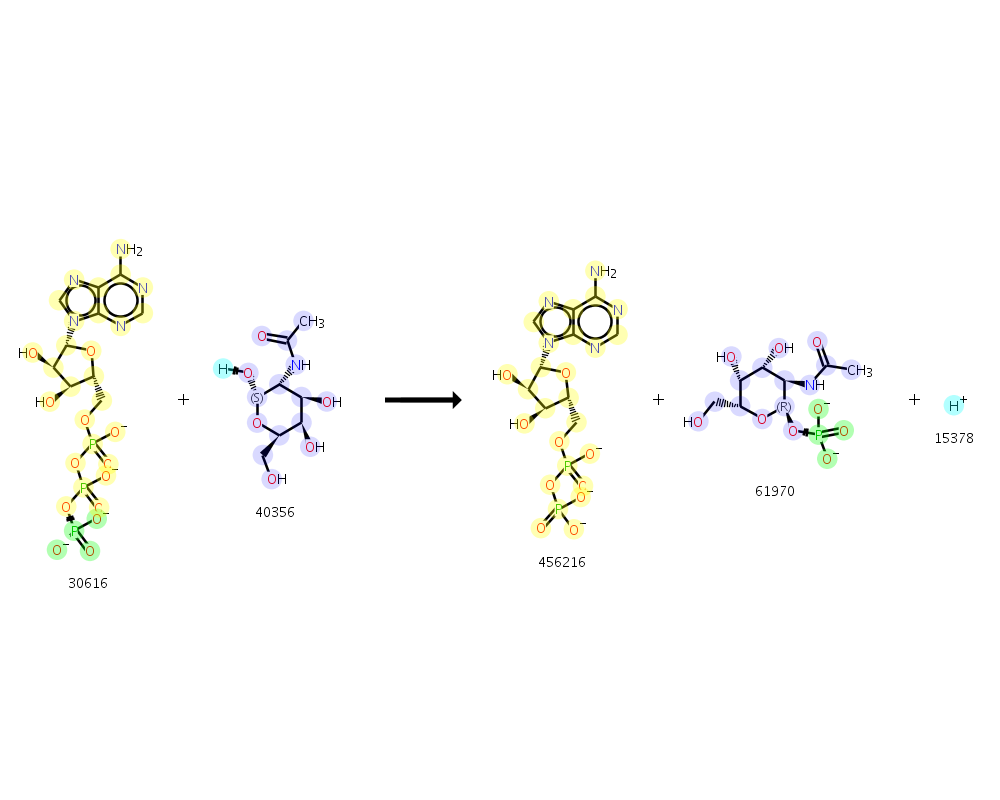 NH₂
N
N
N
N
HO
O
HO
O
P
O⁻
O
O
P
O⁻
O
O
P
O⁻
O⁻
O
30616
+
CH₃
O
NH
H
O
(S)
OH
O
OH
OH
40356
NH₂
N
N
N
N
HO
O
HO
O
P
O⁻
O
O
P
O⁻
O
O⁻
456216
+
HO
OH
O
CH₃
NH
(R)
HO
O
O
P
O⁻
O
O⁻
61970
+
H⁺
15378